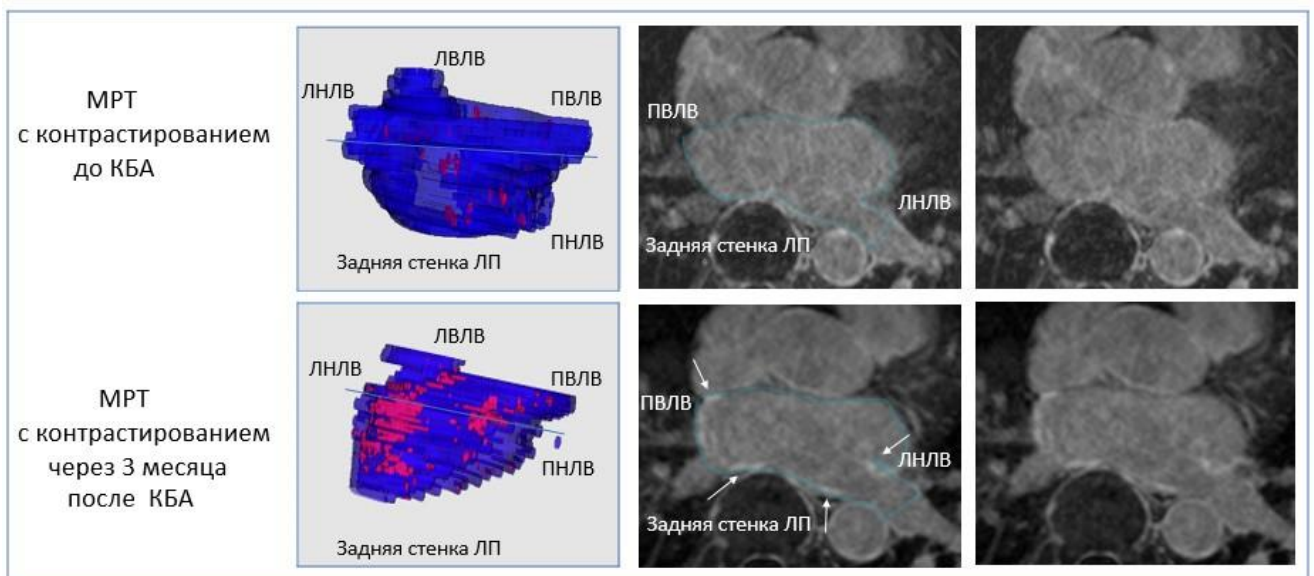 МРТ
с контрастированием
до КБА
ЛВЛВ
ЛНЛВ
ПВЛВ
ПНЛВ
Задняя стенка ЛП
ПВЛВ
ЛНЛВ
Задняя стенка ЛП
МРТ
с контрастированием
через 3 месяца
после КБА
ЛВЛВ
ЛНЛВ
ПВЛВ
ПНЛВ
Задняя стенка ЛП
ПВЛВ
ЛНЛВ
Задняя стенка ЛП